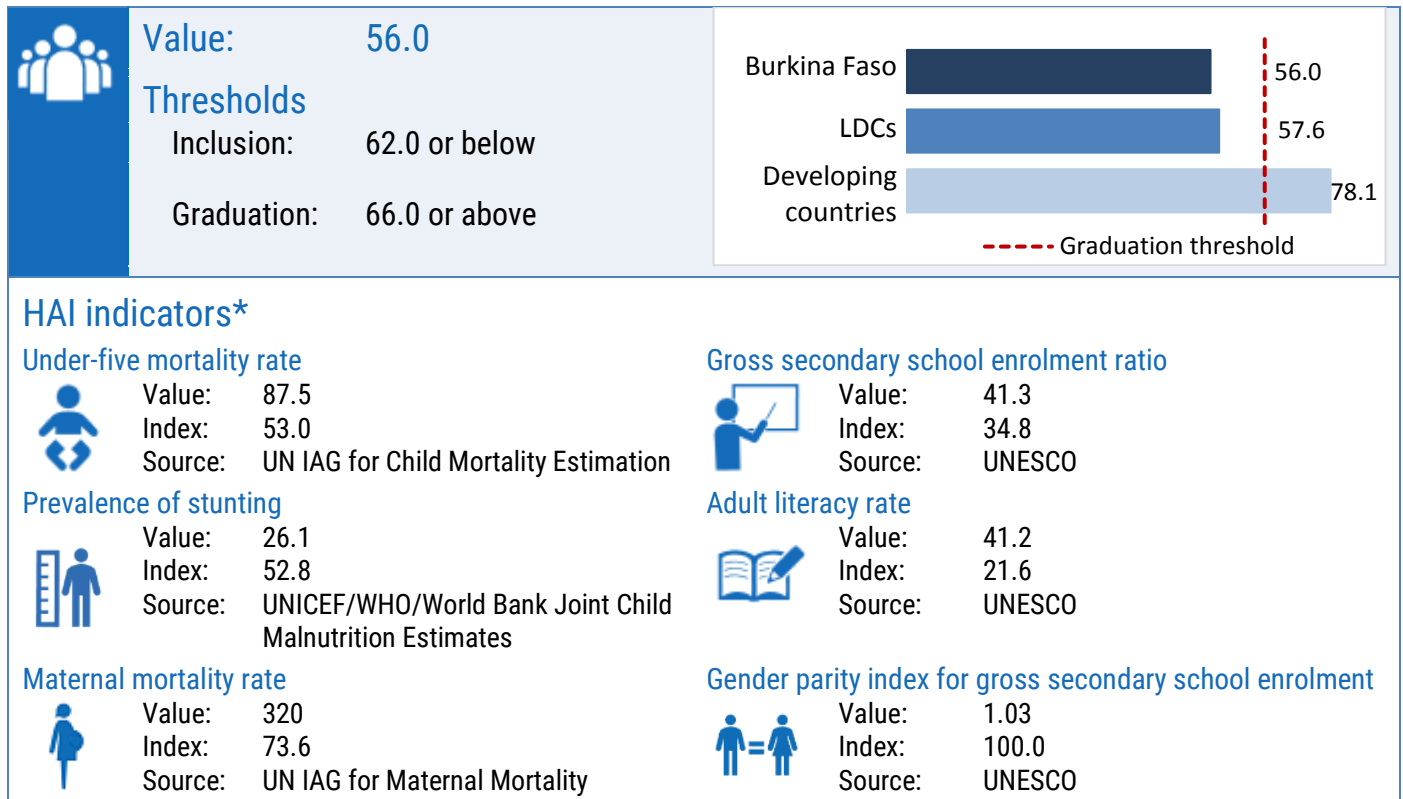 Value: 56.0
Thresholds
Inclusion: 62.0 or below
Graduation: 66.0 or above
Burkina Faso 56.0
LDCs 57.6
Developing
countries 78.1
Graduation threshold
HAI indicators*
Under-five mortality rate
Value: 87.5
Index: 53.0
Source: UN IAG for Child Mortality Estimation
Prevalence of stunting
Value: 26.1
Index: 52.8
Source: UNICEF/WHO/World Bank Joint Child
Malnutrition Estimates
Maternal mortality rate
Value: 320
Index: 73.6
Source: UN IAG for Maternal Mortality
Gross secondary school enrolment ratio
Value: 41.3
Index: 34.8
Source: UNESCO
Adult literacy rate
Value: 41.2
Index: 21.6
Source: UNESCO
Gender parity index for gross secondary school enrolment
Value: 1.03
Index: 100.0
Source: UNESCO